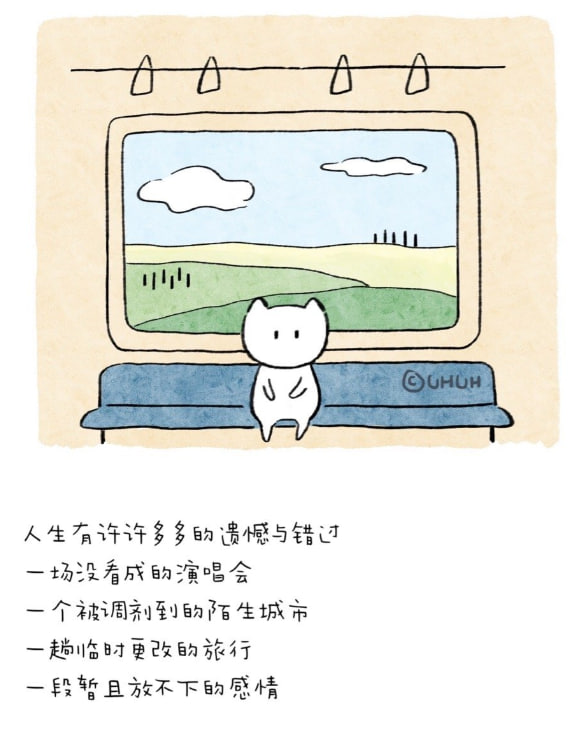 ©UHUH
人生有许许多多的遗憾与错过
一场没看成的演唱会
一个被调剂到的陌生城市
一趟临时更改的旅行
一段暂且放不下的感情